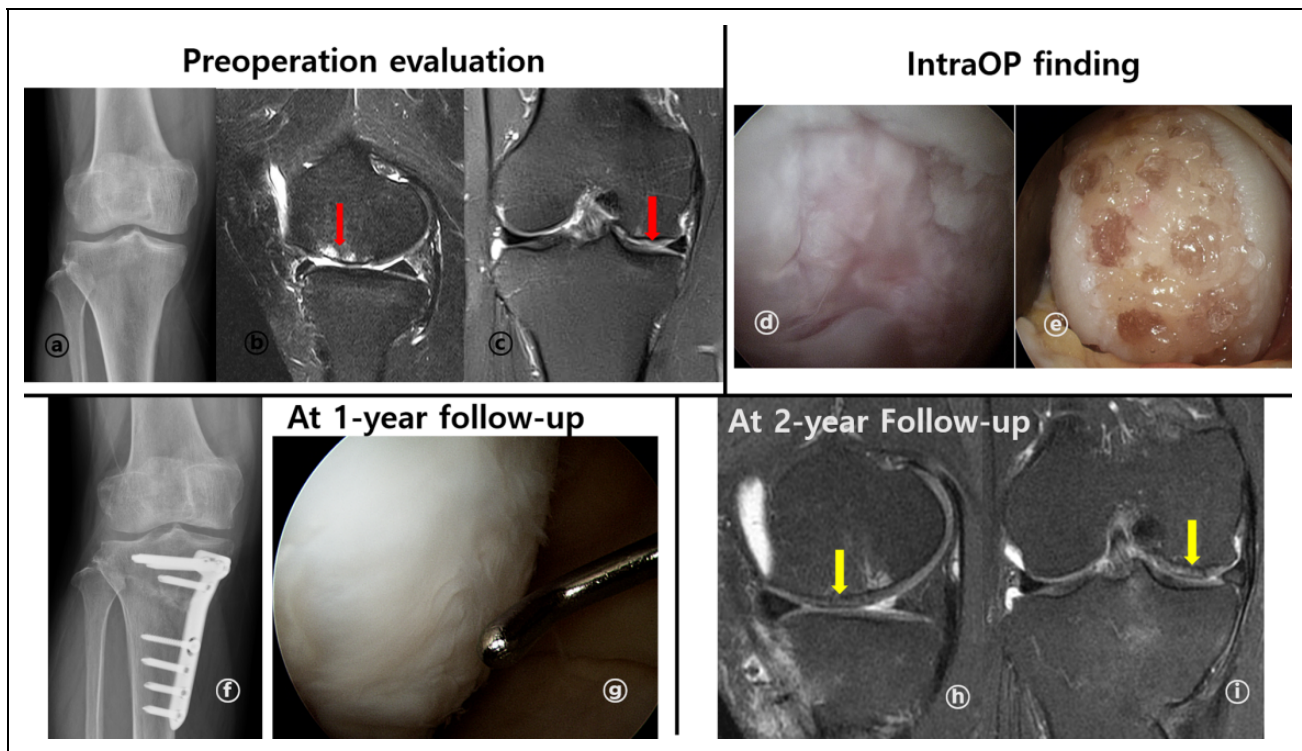 Preoperation evaluation
IntraOP finding
ⓐ
ⓑ
ⓒ
ⓓ
ⓔ
At 1-year follow-up
At 2-year Follow-up
ⓕ
ⓖ
ⓗ
ⓘ